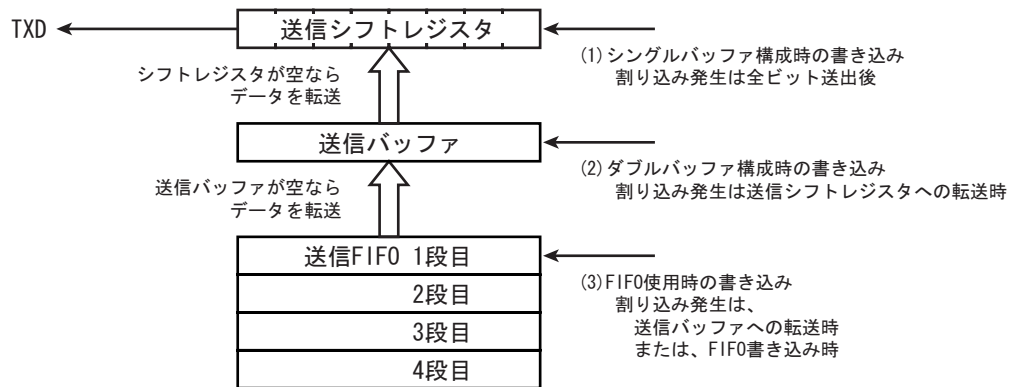 TXD
送信シフトレジスタ
(1)シングルバッファ構成時の書き込み
割り込み発生は全ビット送出後
シフトレジスタが空なら
データを転送
送信バッファ
(2)ダブルバッファ構成時の書き込み
割り込み発生は送信シフトレジスタへの転送時
送信バッファが空なら
データを転送
送信FIFO 1段目
2段目
3段目
4段目
(3)FIFO使用時の書き込み
割り込み発生は、
送信バッファへの転送時
または、FIFO書き込み時